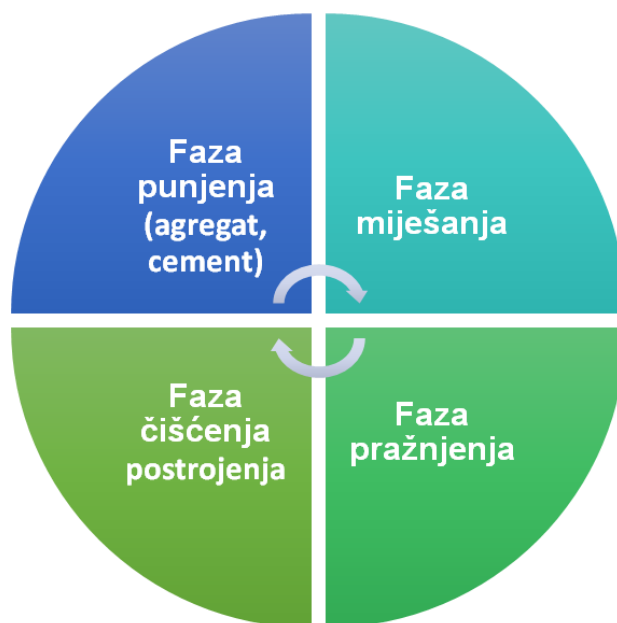 Faza
punjenja
(agregat,
cement)
Faza
miješanja
Faza
čišćenja
postrojenja
Faza
pražnjenja